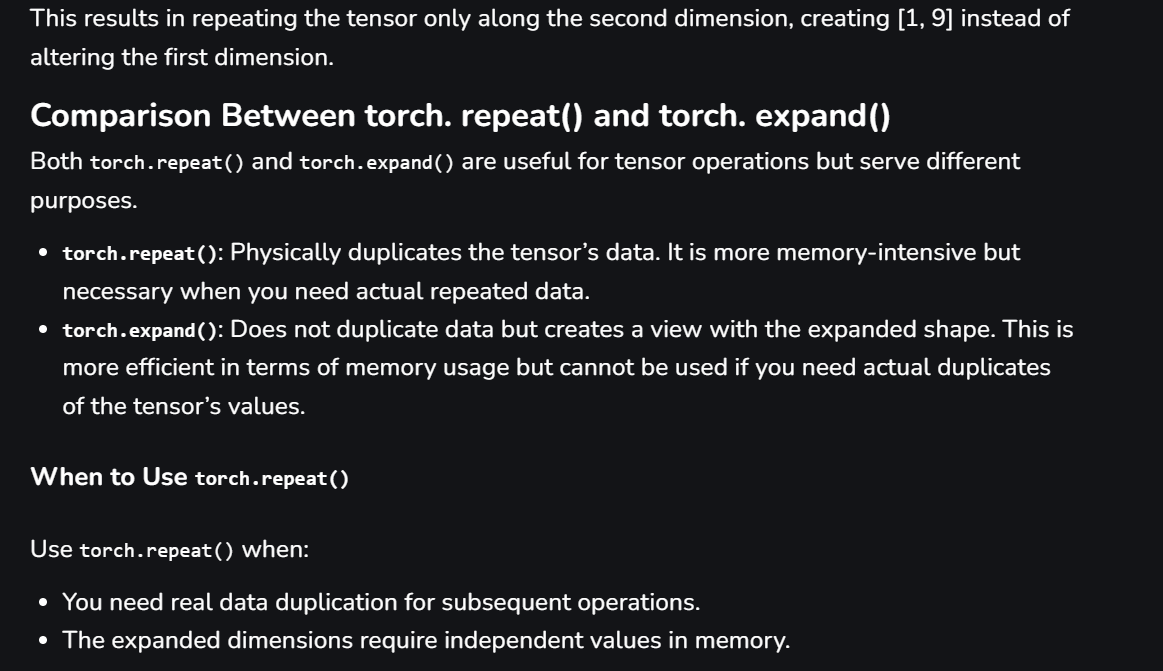 This results in repeating the tensor only along the second dimension, creating [1, 9] instead of
altering the first dimension.
Comparison Between torch. repeat() and torch. expand()
Both torch.repeat() and torch.expand() are useful for tensor operations but serve different
purposes.
• torch.repeat(): Physically duplicates the tensor’s data. It is more memory-intensive but
necessary when you need actual repeated data.
• torch.expand(): Does not duplicate data but creates a view with the expanded shape. This is
more efficient in terms of memory usage but cannot be used if you need actual duplicates
of the tensor’s values.
When to Use torch.repeat()
Use torch.repeat() when:
• You need real data duplication for subsequent operations.
• The expanded dimensions require independent values in memory.